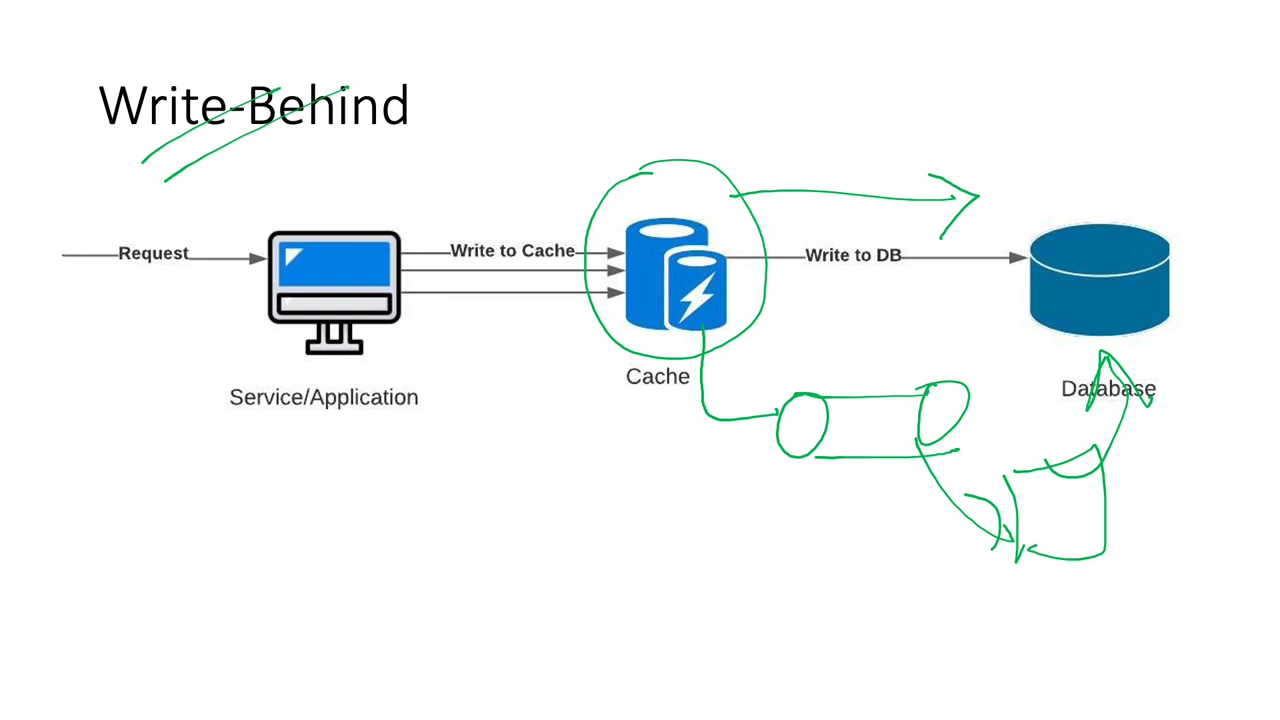 Write-Behind
Request
Write to Cache
Write to DB
Cache
Service/Application
Database